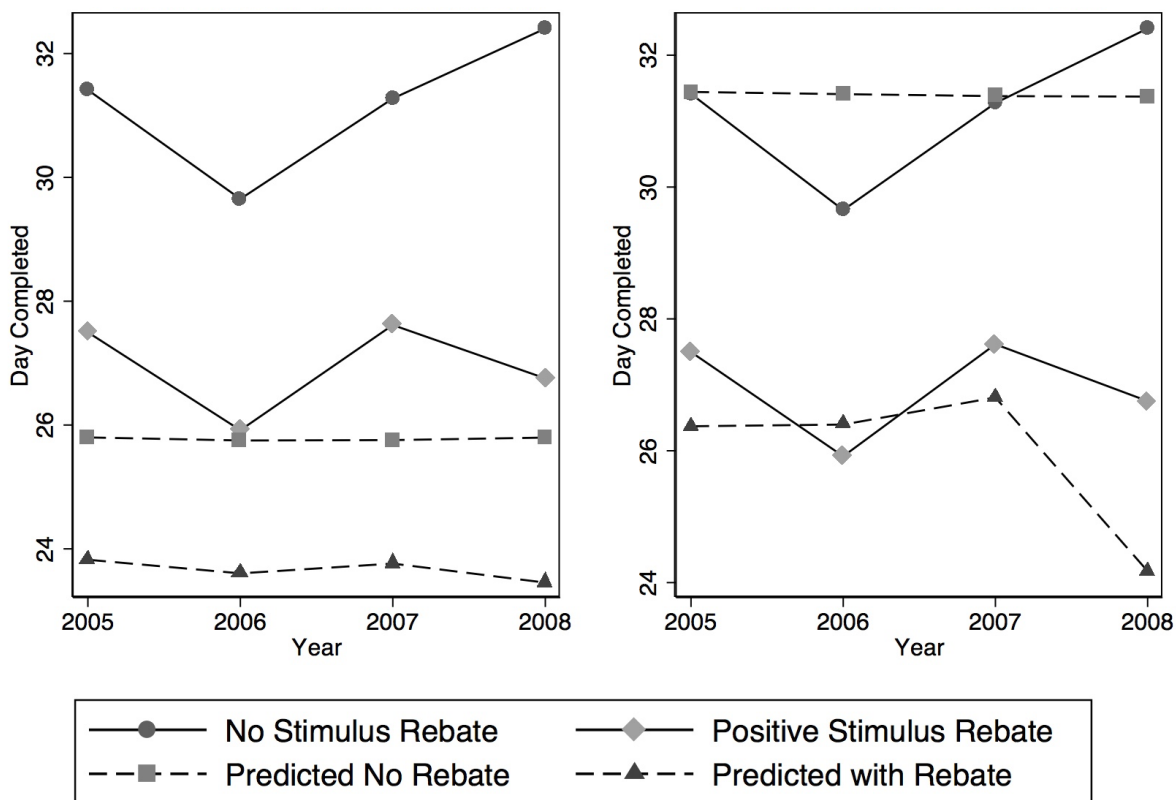 Day Completed
32
30
28
26
24
2005 2006 2007 2008
Year
Day Completed
32
30
28
26
24
2005 2006 2007 2008
Year
No Stimulus Rebate Positive Stimulus Rebate
Predicted No Rebate Predicted with Rebate